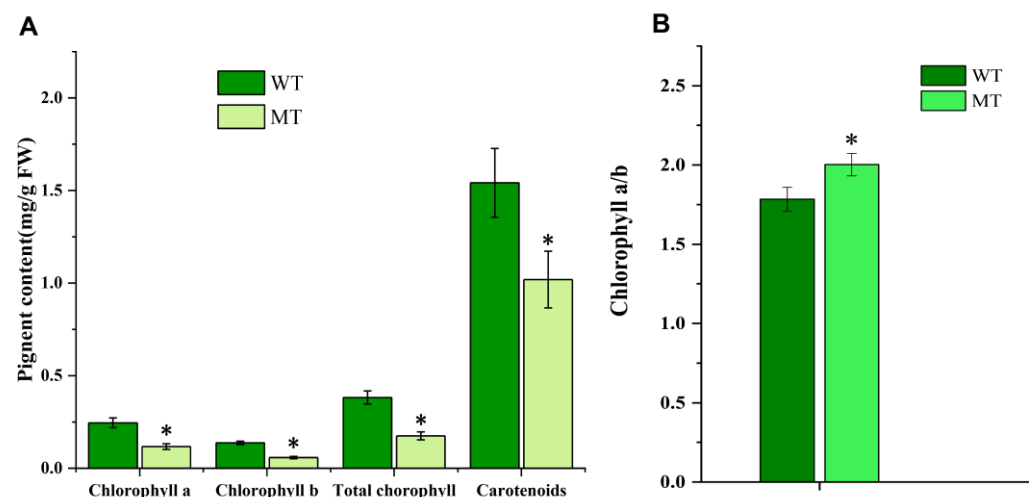 A
Pignent content(mg/g FW)
2.0
1.5
1.0
0.5
0.0
WT
MT
*
*
*
*
Chlorophyll a
Chlorophyll b
Total chorophyll
Carotenoids
B
Chlorophyll a/b
2.5
2.0
1.5
1.0
0.5
0.0
WT
MT
*